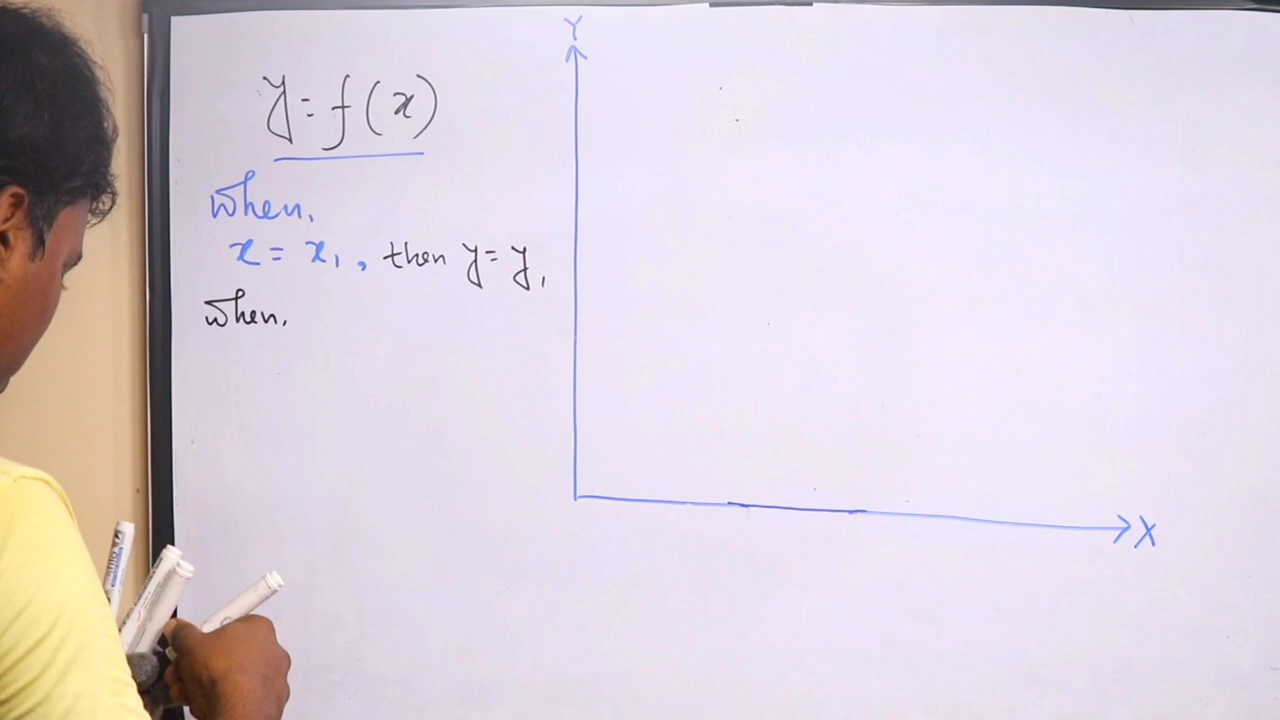 y = f(x)
when,
x = x₁, then y = y₁
when,
Y
X